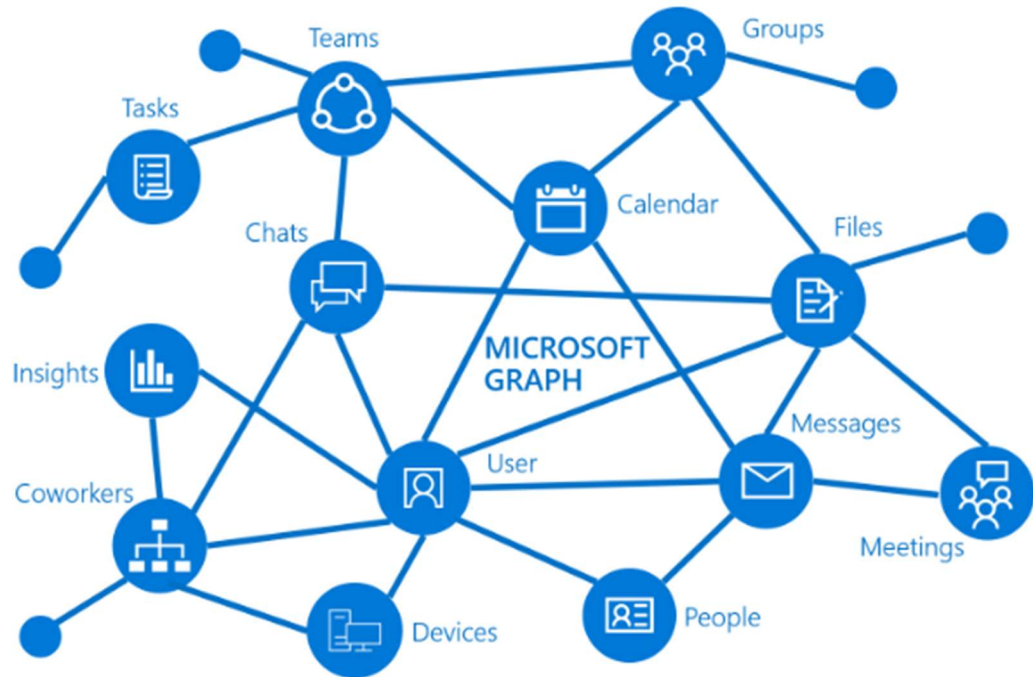 Teams
Groups
Tasks
Calendar
Chats
Files
MICROSOFT
GRAPH
Insights
Messages
User
Coworkers
Meetings
People
Devices